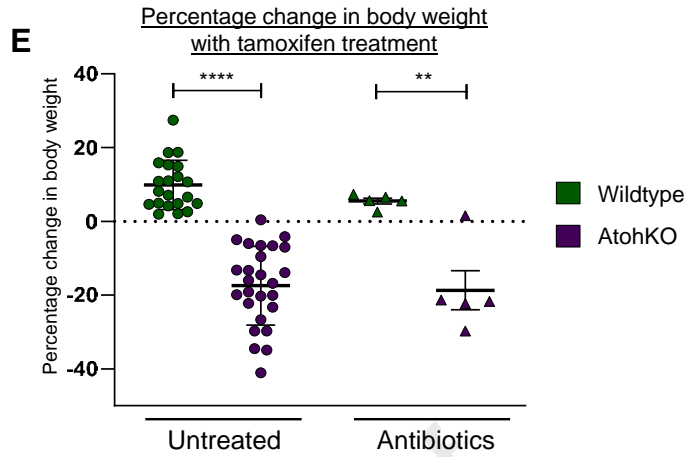 E
Percentage change in body weight
with tamoxifen treatment
Percentage change in body weight
40
20
0
-20
-40
****
**
Wildtype
AtohKO
Untreated
Antibiotics